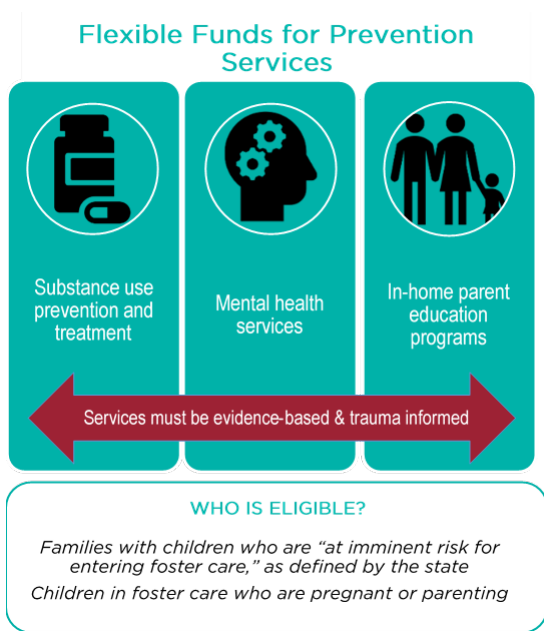 Flexible Funds for Prevention
Services
Substance use
prevention and
treatment
Mental health
services
In-home parent
education
programs
Services must be evidence-based & trauma informed
WHO IS ELIGIBLE?
Families with children who are “at imminent risk for
entering foster care,” as defined by the state
Children in foster care who are pregnant or parenting